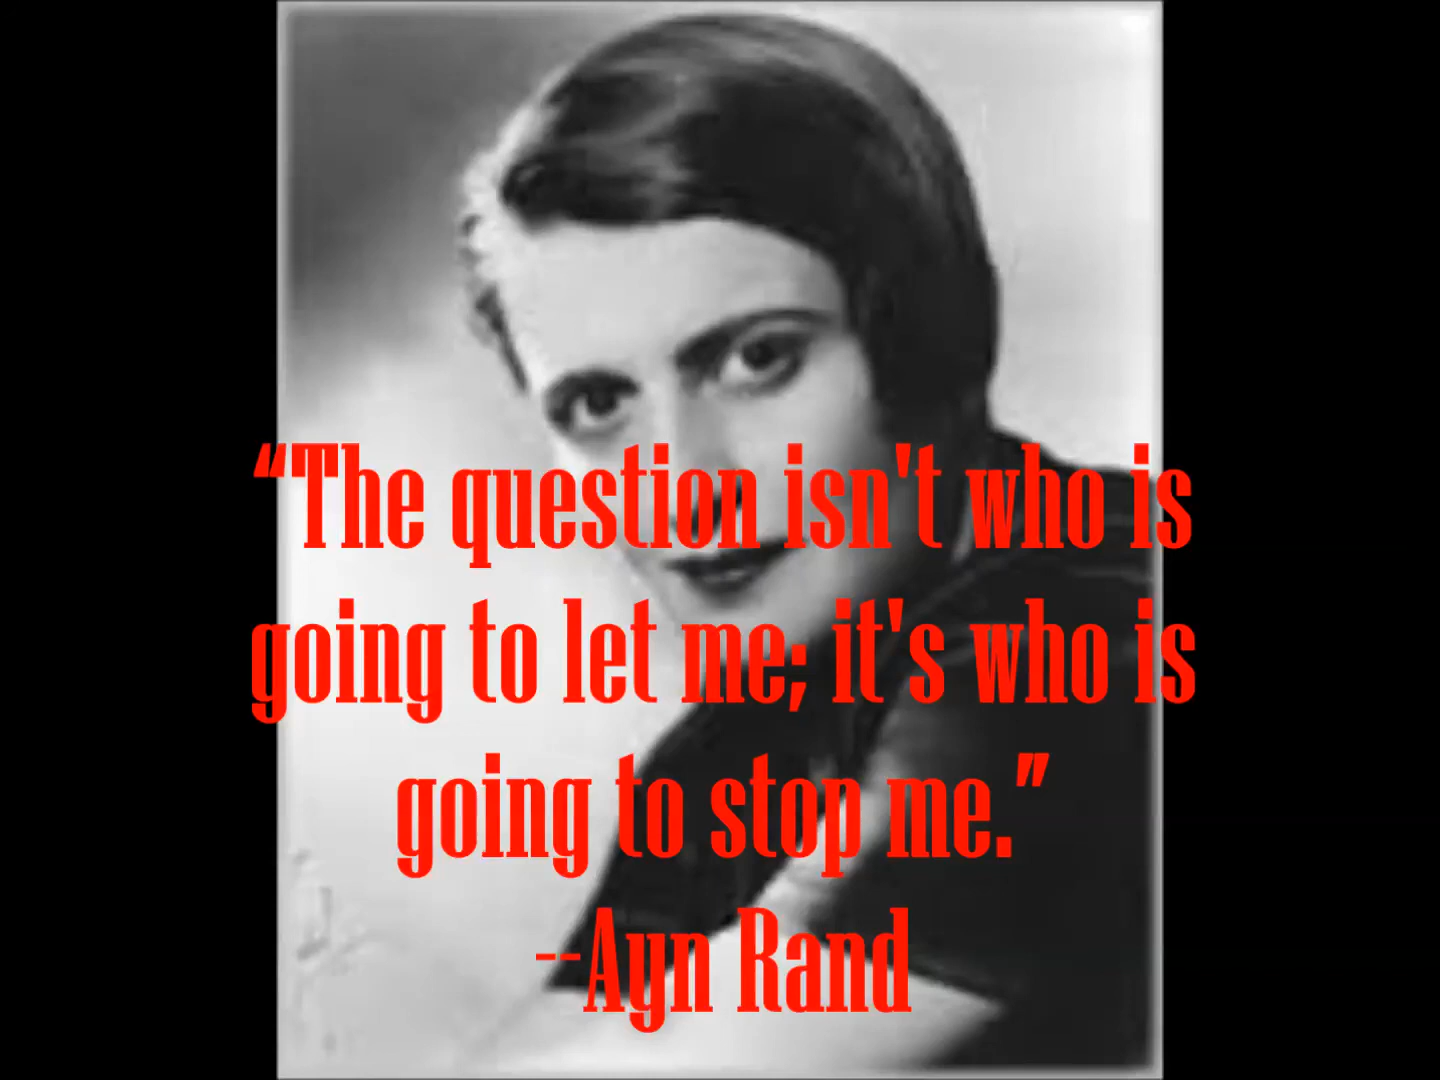 “The question isn't who is
going to let me; it's who is
going to stop me.”
--Ayn Rand